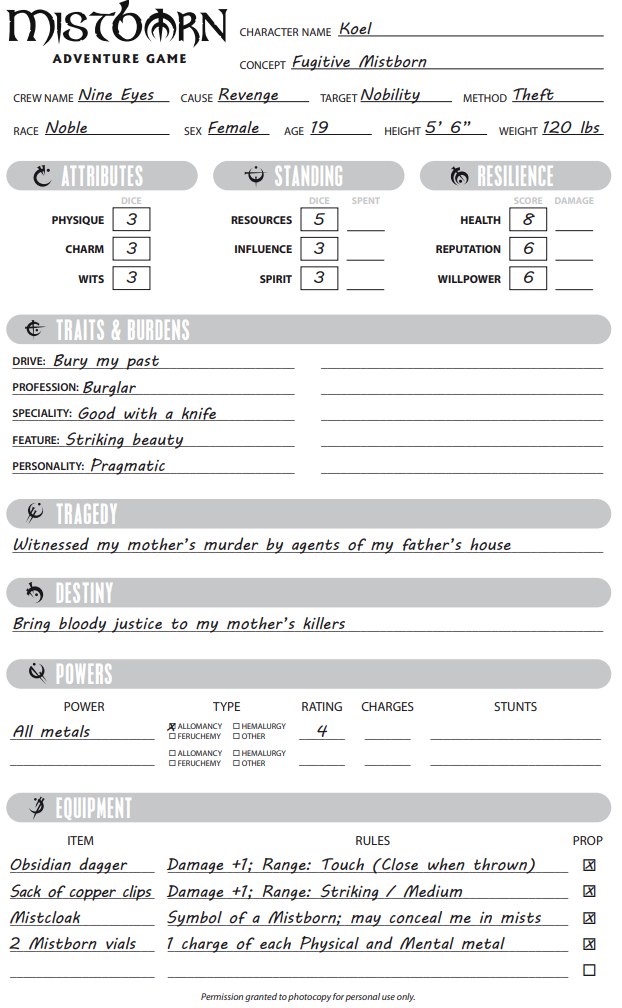 MISTBORN
CHARACTER NAME Koel
ADVENTURE GAME
CONCEPT Fugitive Mistborn
CREW NAME Nine Eyes CAUSE Revenge TARGET Nobility METHOD Theft
RACE Noble SEX Female AGE 19 HEIGHT 5' 6" WEIGHT 120 lbs
ATTRIBUTES STANDING RESILIENCE
DICE DICE SPENT SCORE DAMAGE
PHYSIQUE 3 RESOURCES 5 HEALTH 8
CHARM 3 INFLUENCE 3 REPUTATION 6
WITS 3 SPIRIT 3 WILLPOWER 6
TRAITS & BURDENS
DRIVE: Bury my past
PROFESSION: Burglar
SPECIALITY: Good with a knife
FEATURE: Striking beauty
PERSONALITY: Pragmatic
TRAGEDY
Witnessed my mother's murder by agents of my father's house
DESTINY
Bring bloody justice to my mother's killers
POWERS
POWER TYPE RATING CHARGES STUNTS
All metals ☒ ALLOMANCY ☐ HEMALURGY 4
☐ FERUCHEMY ☐ OTHER
☐ ALLOMANCY ☐ HEMALURGY
☐ FERUCHEMY ☐ OTHER
EQUIPMENT
ITEM RULES PROP
Obsidian dagger Damage +1; Range: Touch (Close when thrown) ☒
Sack of copper clips Damage +1; Range: Striking / Medium ☒
Mistcloak Symbol of a Mistborn; may conceal me in mists ☒
2 Mistborn vials 1 charge of each Physical and Mental metal ☒
☐
Permission granted to photocopy for personal use only.